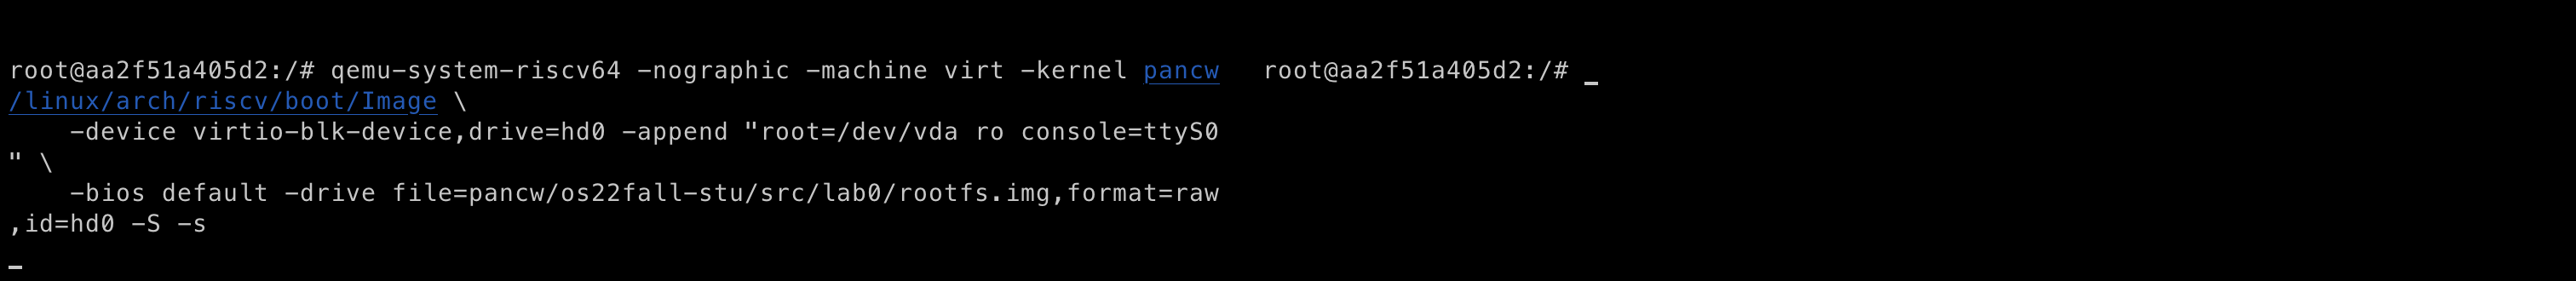 root@aa2f51a405d2:/# qemu-system-riscv64 -nographic -machine virt -kernel pancw
/linux/arch/riscv/boot/Image \
    -device virtio-blk-device,drive=hd0 -append "root=/dev/vda ro console=ttyS0
" \
    -bios default -drive file=pancw/os22fall-stu/src/lab0/rootfs.img,format=raw
,id=hd0 -S -s
root@aa2f51a405d2:/#